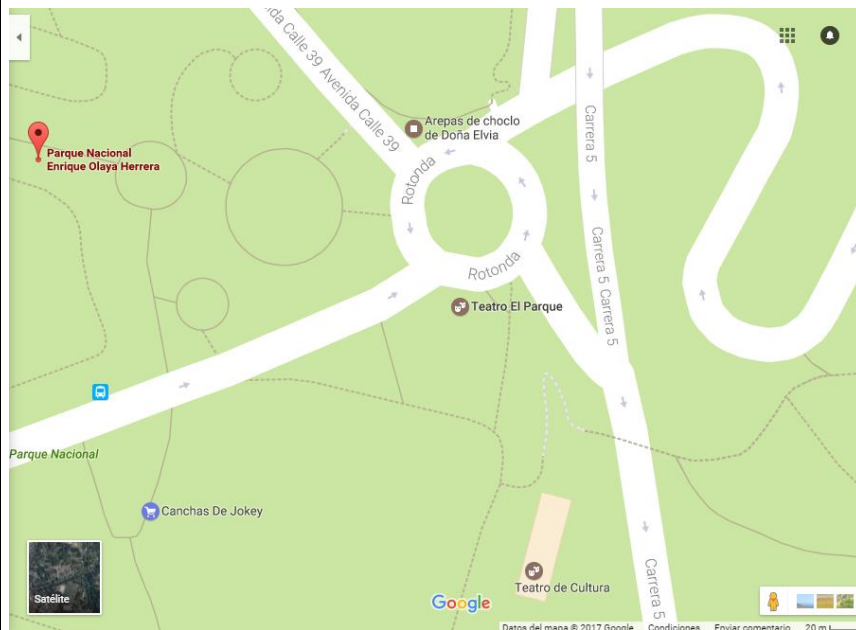 da Calle 39 Avenida Calle 39
Arepas de choclo
de Doña Elvia
Carrera 5
Parque Nacional
Enrique Olaya Herrera
Rotonda
Carrera 5 Carrera 5
Rotonda
Teatro El Parque
Parque Nacional
Canchas De Jokey
Satélite
Teatro de Cultura
Carrera 5
Google
Datos del mapa © 2017 Google Condiciones Enviar comentario 20 m